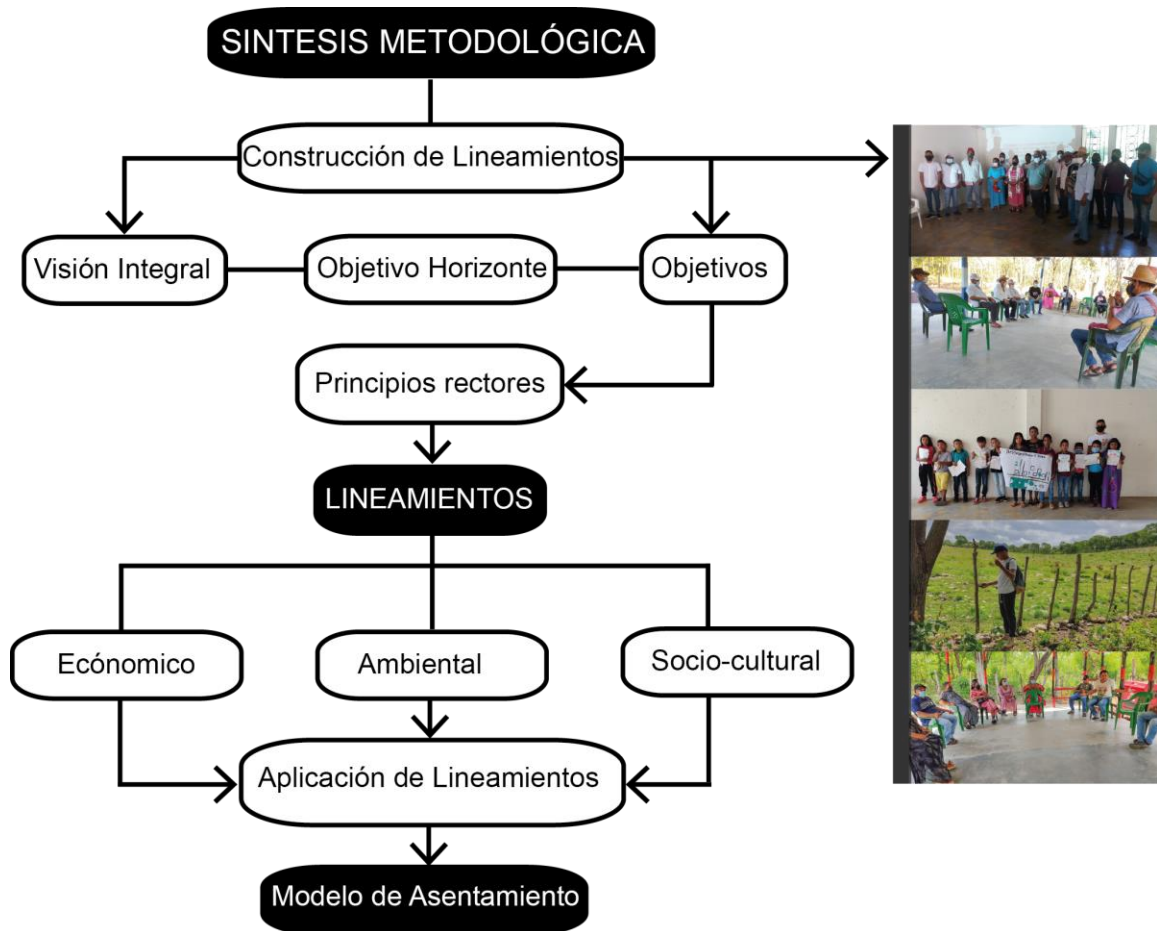 SINTESIS METODOLÓGICA
Construcción de Lineamientos
Visión Integral
Objetivo Horizonte
Objetivos
Principios rectores
LINEAMIENTOS
Ecónomico
Ambiental
Socio-cultural
Aplicación de Lineamientos
Modelo de Asentamiento